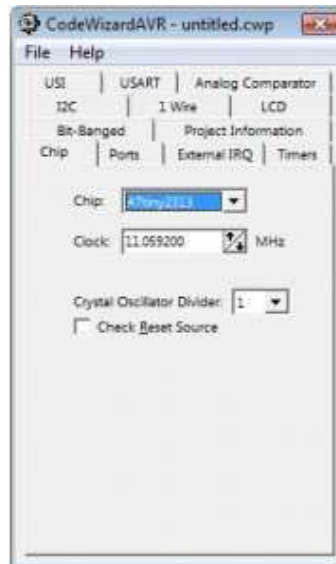 CodeWizardAVR - untitled.cwp
File Help
USI USART Analog Comparator
I2C 1 Wire LCD
Bit-Banged Project Information
Chip Ports External IRQ Timers
Chip: ATtiny2313
Clock: 11.059200 MHz
Crystal Oscillator Divider: 1
Check Reset Source